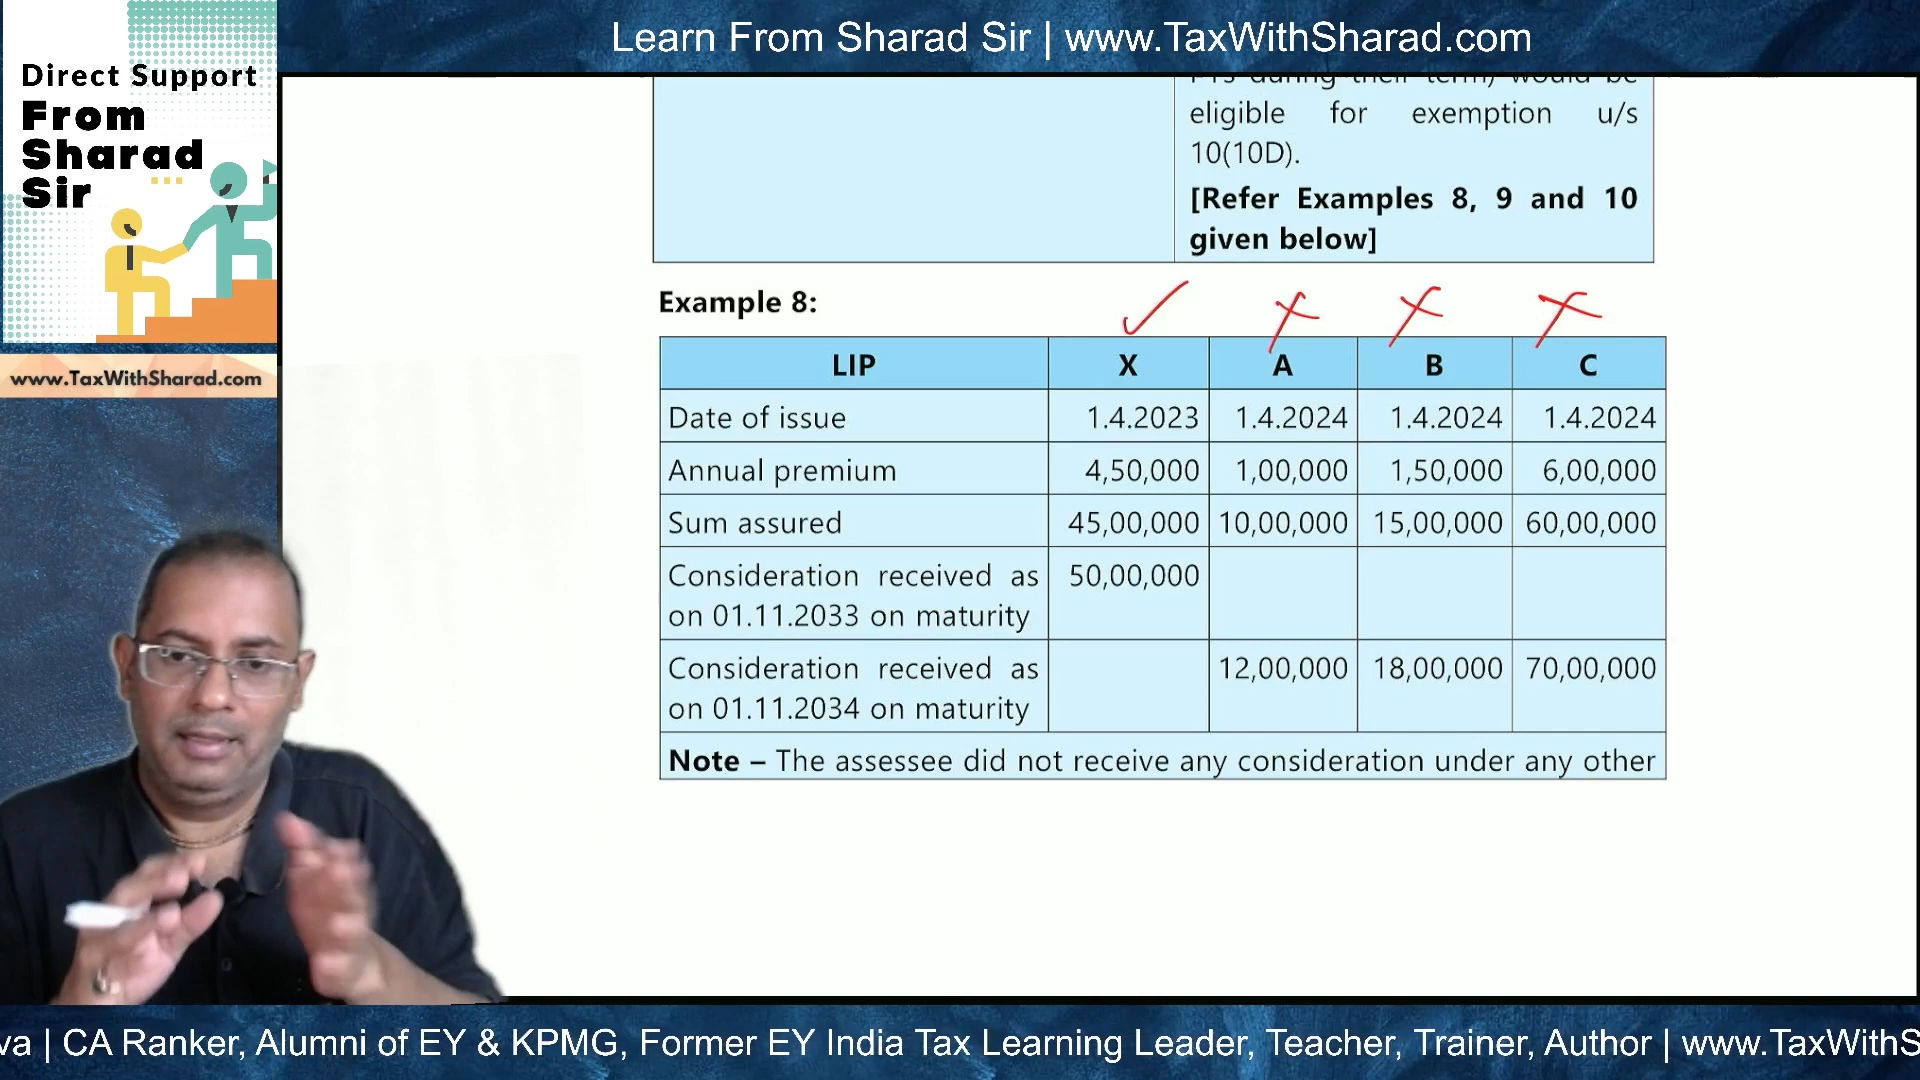 Learn From Sharad Sir | www.TaxWithSharad.com
Direct Support
From
Sharad
Sir
www.TaxWithSharad.com
during their term) would be
eligible for exemption u/s
10(10D).
[Refer Examples 8, 9 and 10
given below]
Example 8:
LIP X A B C
Date of issue 1.4.2023 1.4.2024 1.4.2024 1.4.2024
Annual premium 4,50,000 1,00,000 1,50,000 6,00,000
Sum assured 45,00,000 10,00,000 15,00,000 60,00,000
Consideration received as 50,00,000
on 01.11.2033 on maturity
Consideration received as 12,00,000 18,00,000 70,00,000
on 01.11.2034 on maturity
Note – The assessee did not receive any consideration under any other
va | CA Ranker, Alumni of EY & KPMG, Former EY India Tax Learning Leader, Teacher, Trainer, Author | www.TaxWithS